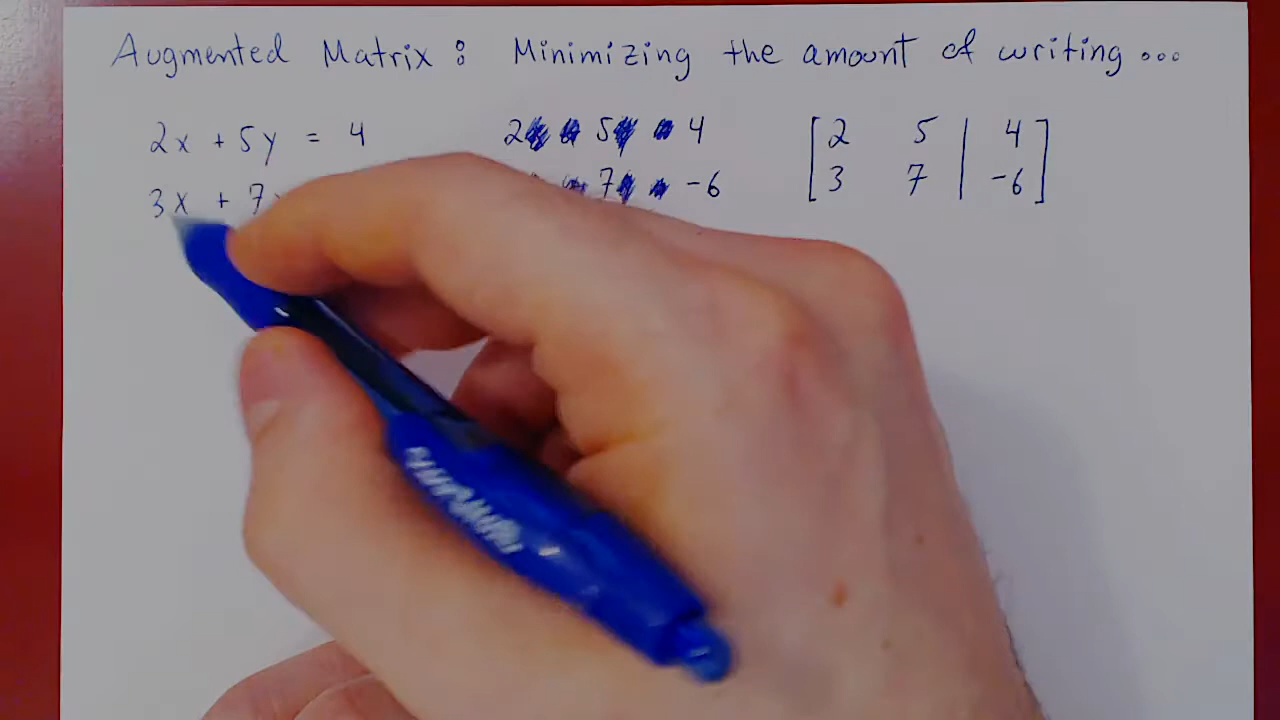 Augmented Matrix : Minimizing the amount of writing ...
2x + 5y = 4
3x + 7
2 5 4
7 -6
2 5 4
3 7 -6